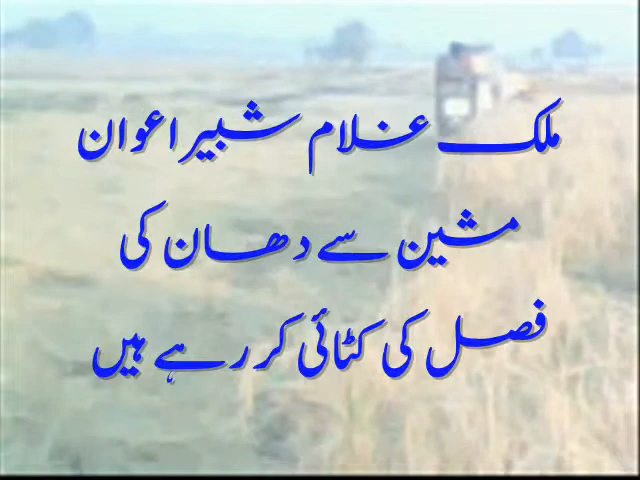 ملک غلام شبیر اعوان
مشین سے دھان کی
فصل کی کٹائی کر رہے ہیں